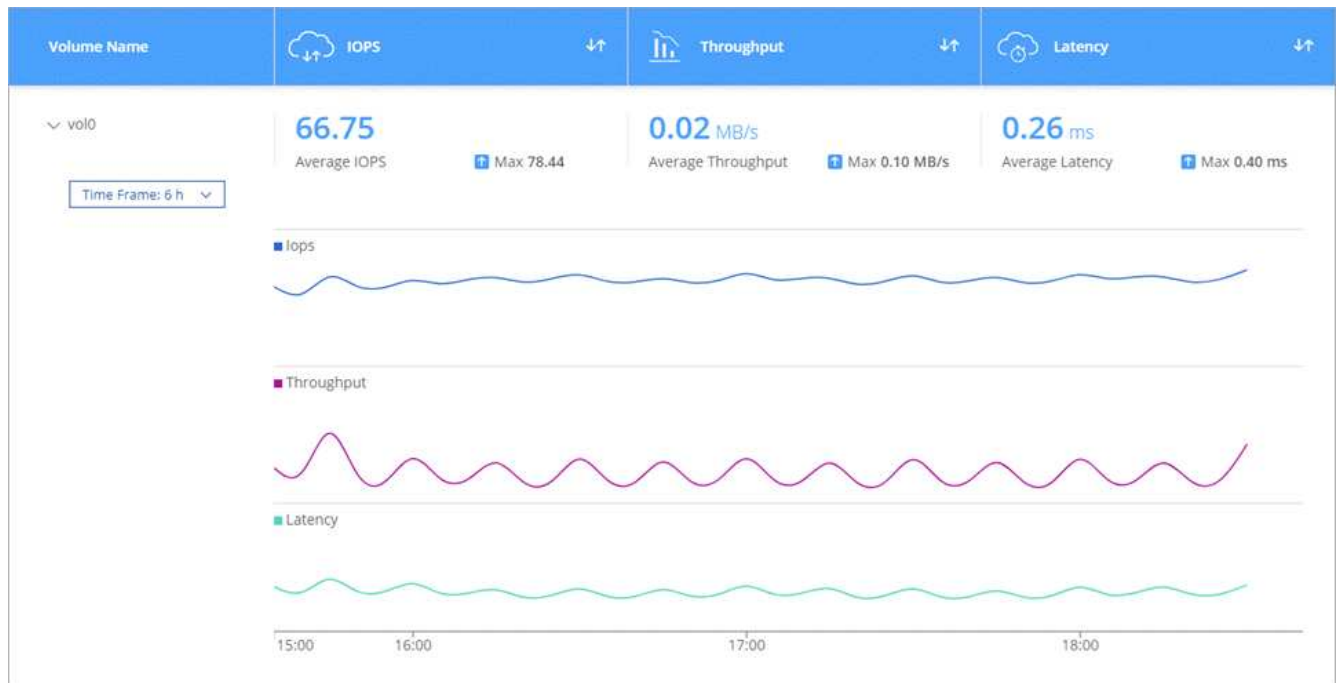 Volume Name IOPS Throughput Latency
vol0 66.75 0.02 MB/s 0.26 ms
Average IOPS Max 78.44 Average Throughput Max 0.10 MB/s Average Latency Max 0.40 ms
Time Frame: 6 h
Iops
Throughput
Latency
15:00 16:00 17:00 18:00